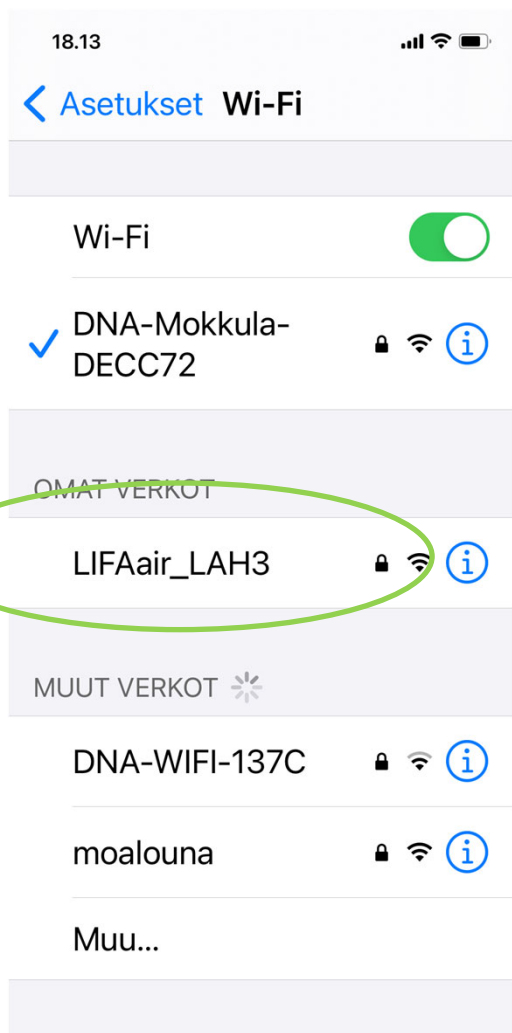 18.13
Asetukset Wi-Fi
Wi-Fi
DNA-Mokkula-
DECC72
OMAT VERKOT
LIFAair_LAH3
MUUT VERKOT
DNA-WIFI-137C
moalouna
Muu...